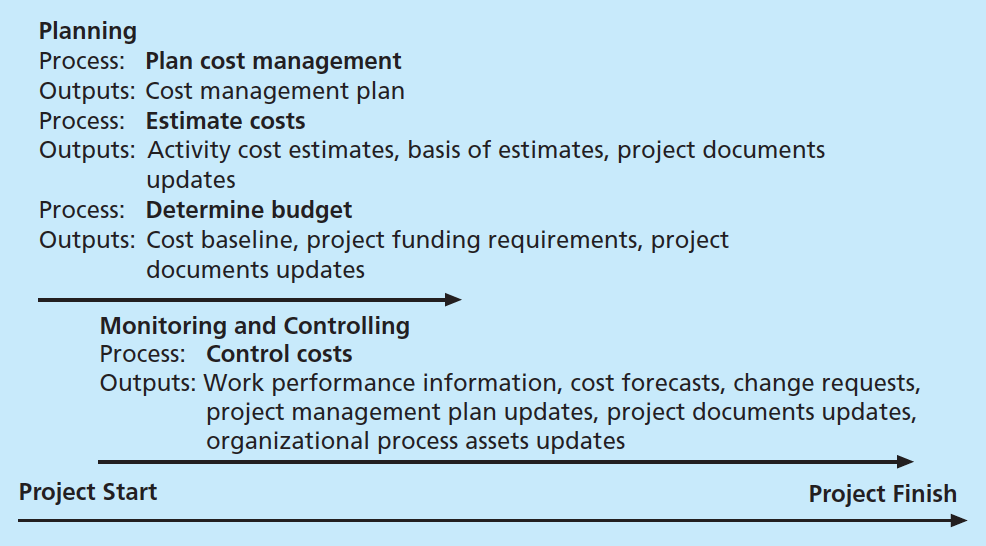 Planning
Process: Plan cost management
Outputs: Cost management plan
Process: Estimate costs
Outputs: Activity cost estimates, basis of estimates, project documents
updates
Process: Determine budget
Outputs: Cost baseline, project funding requirements, project
documents updates
Monitoring and Controlling
Process: Control costs
Outputs: Work performance information, cost forecasts, change requests,
project management plan updates, project documents updates,
organizational process assets updates
Project Start
Project Finish